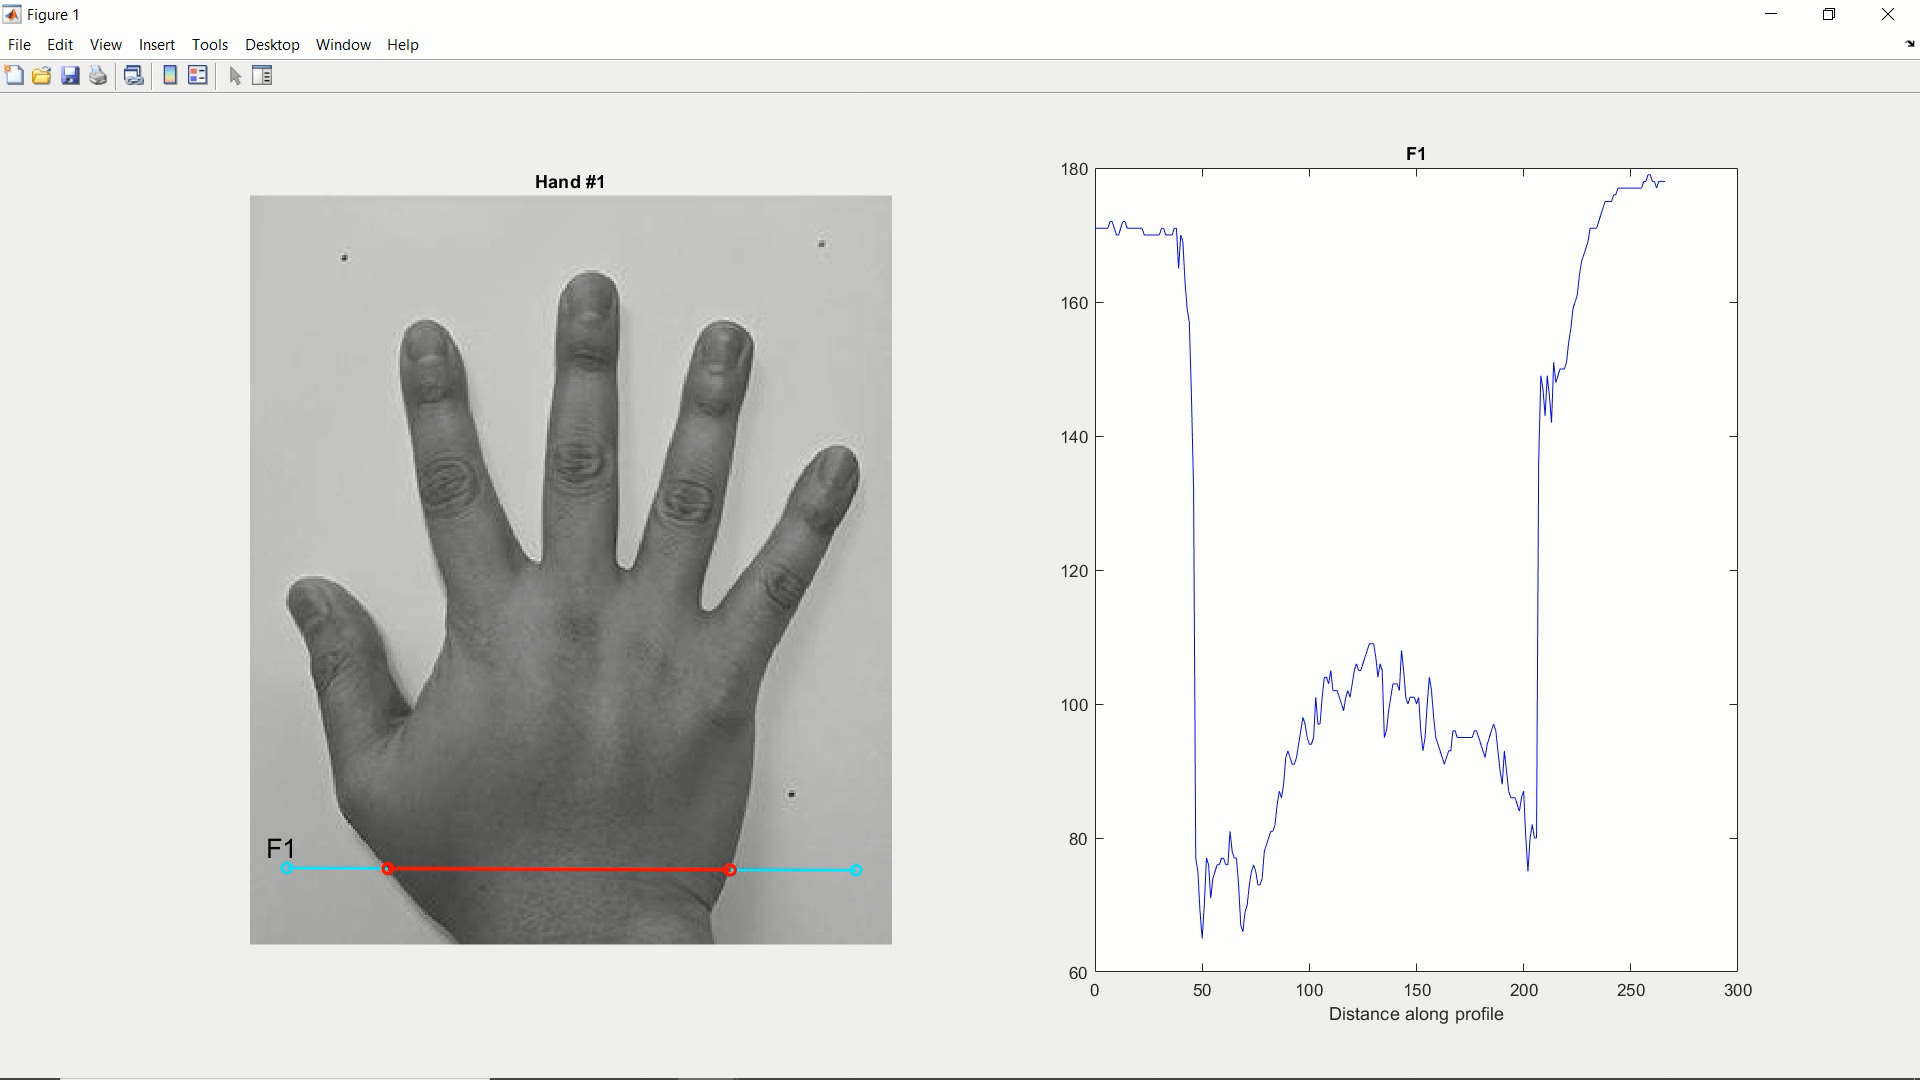 Figure 1
File Edit View Insert Tools Desktop Window Help
Hand #1
F1
F1
180
160
140
120
100
80
60
0 50 100 150 200 250 300
Distance along profile